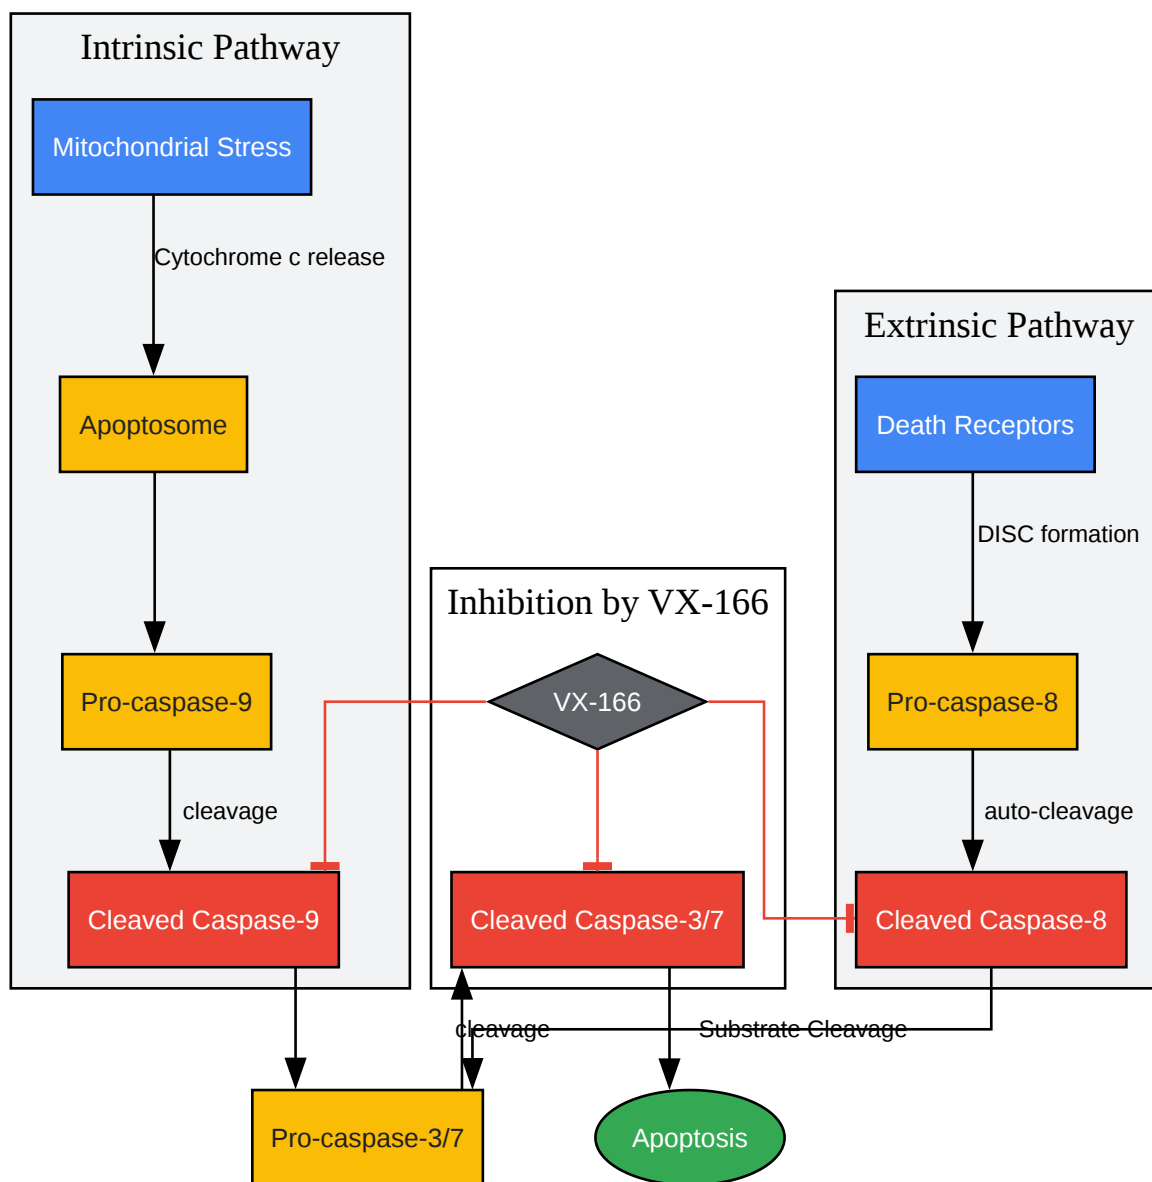 Intrinsic Pathway
Mitochondrial Stress
Cytochrome c release
Extrinsic Pathway
Apoptosome
Death Receptors
DISC formation
Inhibition by VX-166
Pro-caspase-9
VX-166
Pro-caspase-8
cleavage
auto-cleavage
Cleaved Caspase-9
Cleaved Caspase-3/7
Cleaved Caspase-8
cleavage
Substrate Cleavage
Pro-caspase-3/7
Apoptosis